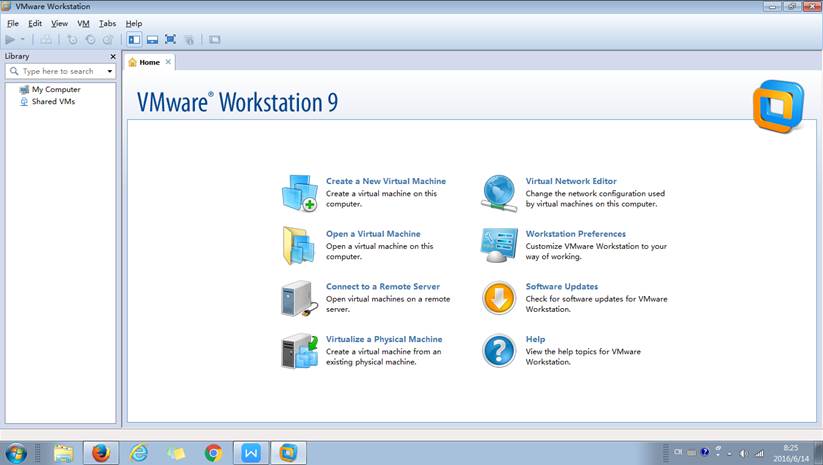 VMware Workstation
File Edit View VM Tabs Help
Library
Type here to search
My Computer
Shared VMs
Home
VMware® Workstation 9
Create a New Virtual Machine
Create a virtual machine on this
computer.
Open a Virtual Machine
Open a virtual machine on this
computer.
Connect to a Remote Server
Open virtual machines on a remote
server.
Virtualize a Physical Machine
Create a virtual machine from an
existing physical machine.
Virtual Network Editor
Change the network configuration used
by virtual machines on this computer.
Workstation Preferences
Customize VMware Workstation to your
way of working.
Software Updates
Check for software updates for VMware
Workstation.
Help
View the help topics for VMware
Workstation.
CH
8:25
2016/6/14